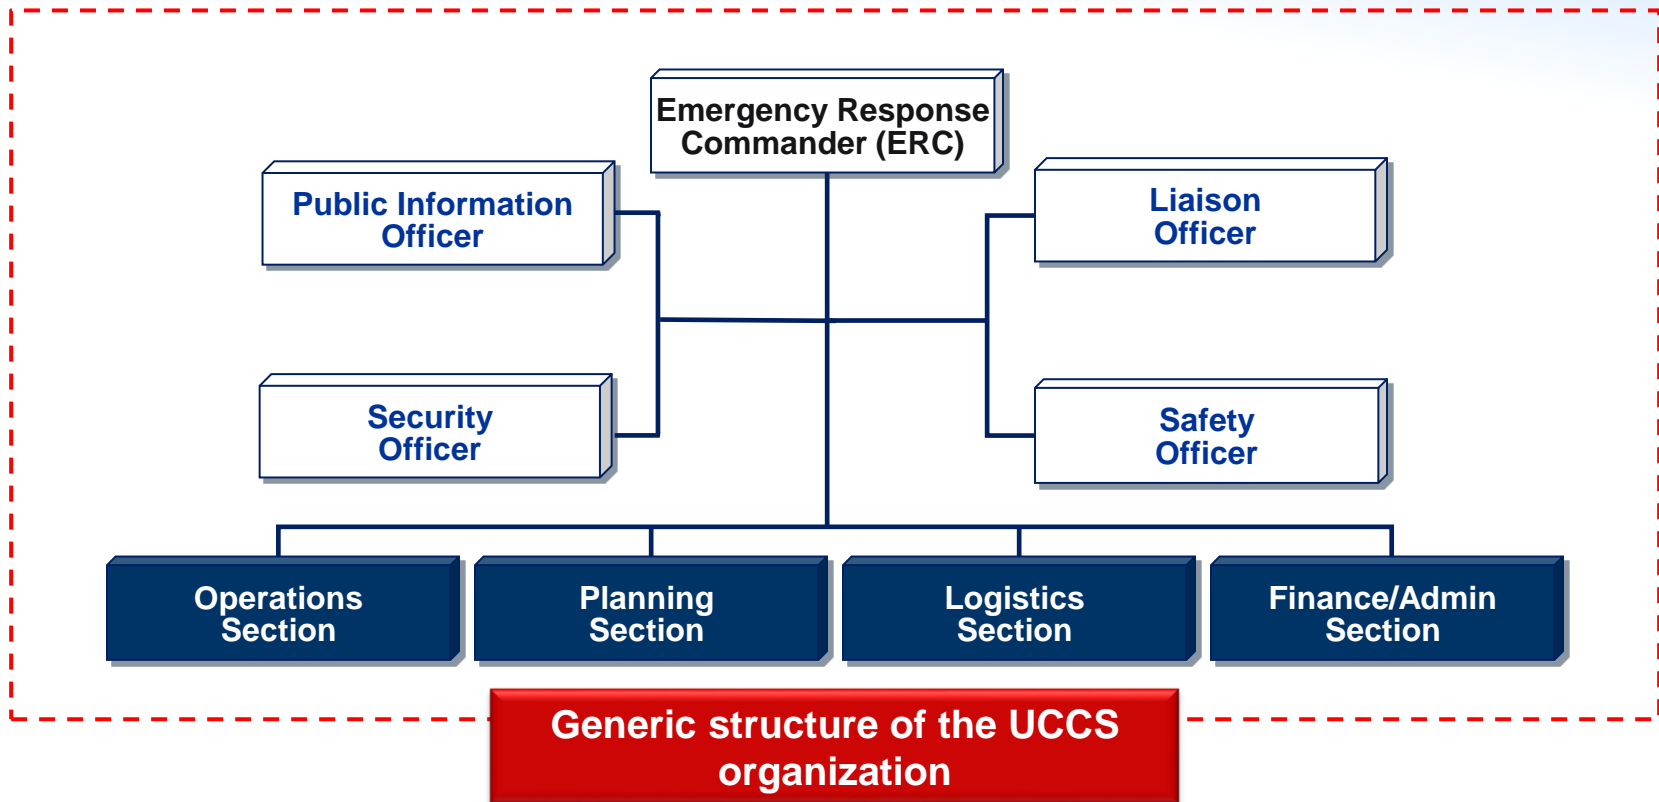 Emergency Response
Commander (ERC)
Public Information
Officer
Liaison
Officer
Security
Officer
Safety
Officer
Operations
Section
Planning
Section
Logistics
Section
Finance/Admin
Section
Generic structure of the UCCS
organization